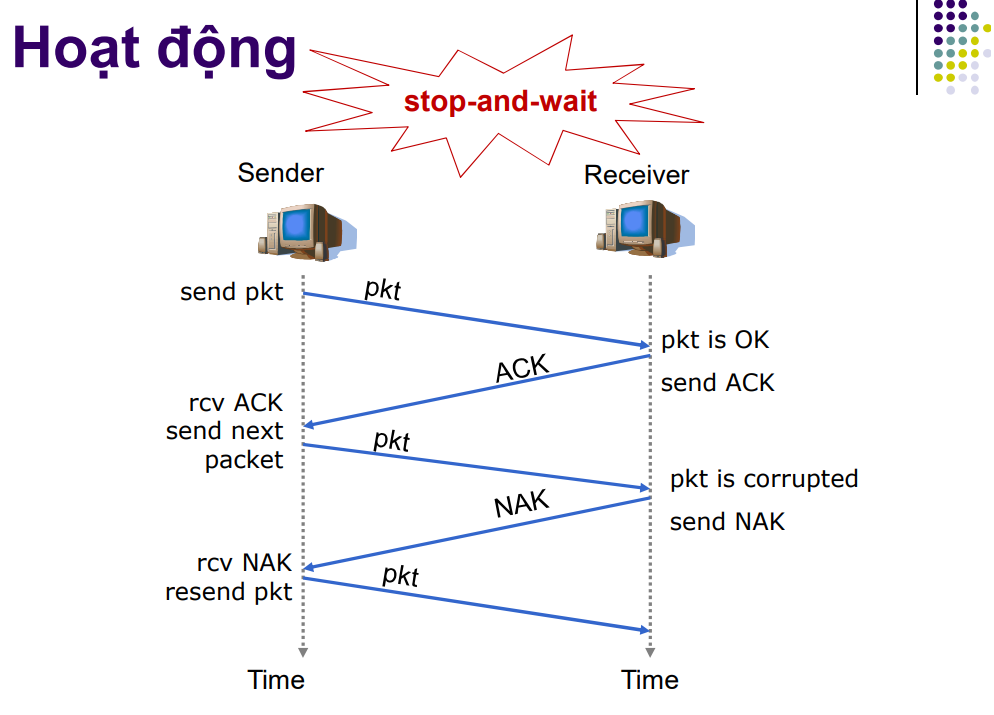 Hoạt động
stop-and-wait
Sender
Receiver
send pkt
pkt
pkt is OK
ACK
send ACK
rcv ACK
send next
packet
pkt
pkt is corrupted
NAK
send NAK
rcv NAK
resend pkt
pkt
Time
Time